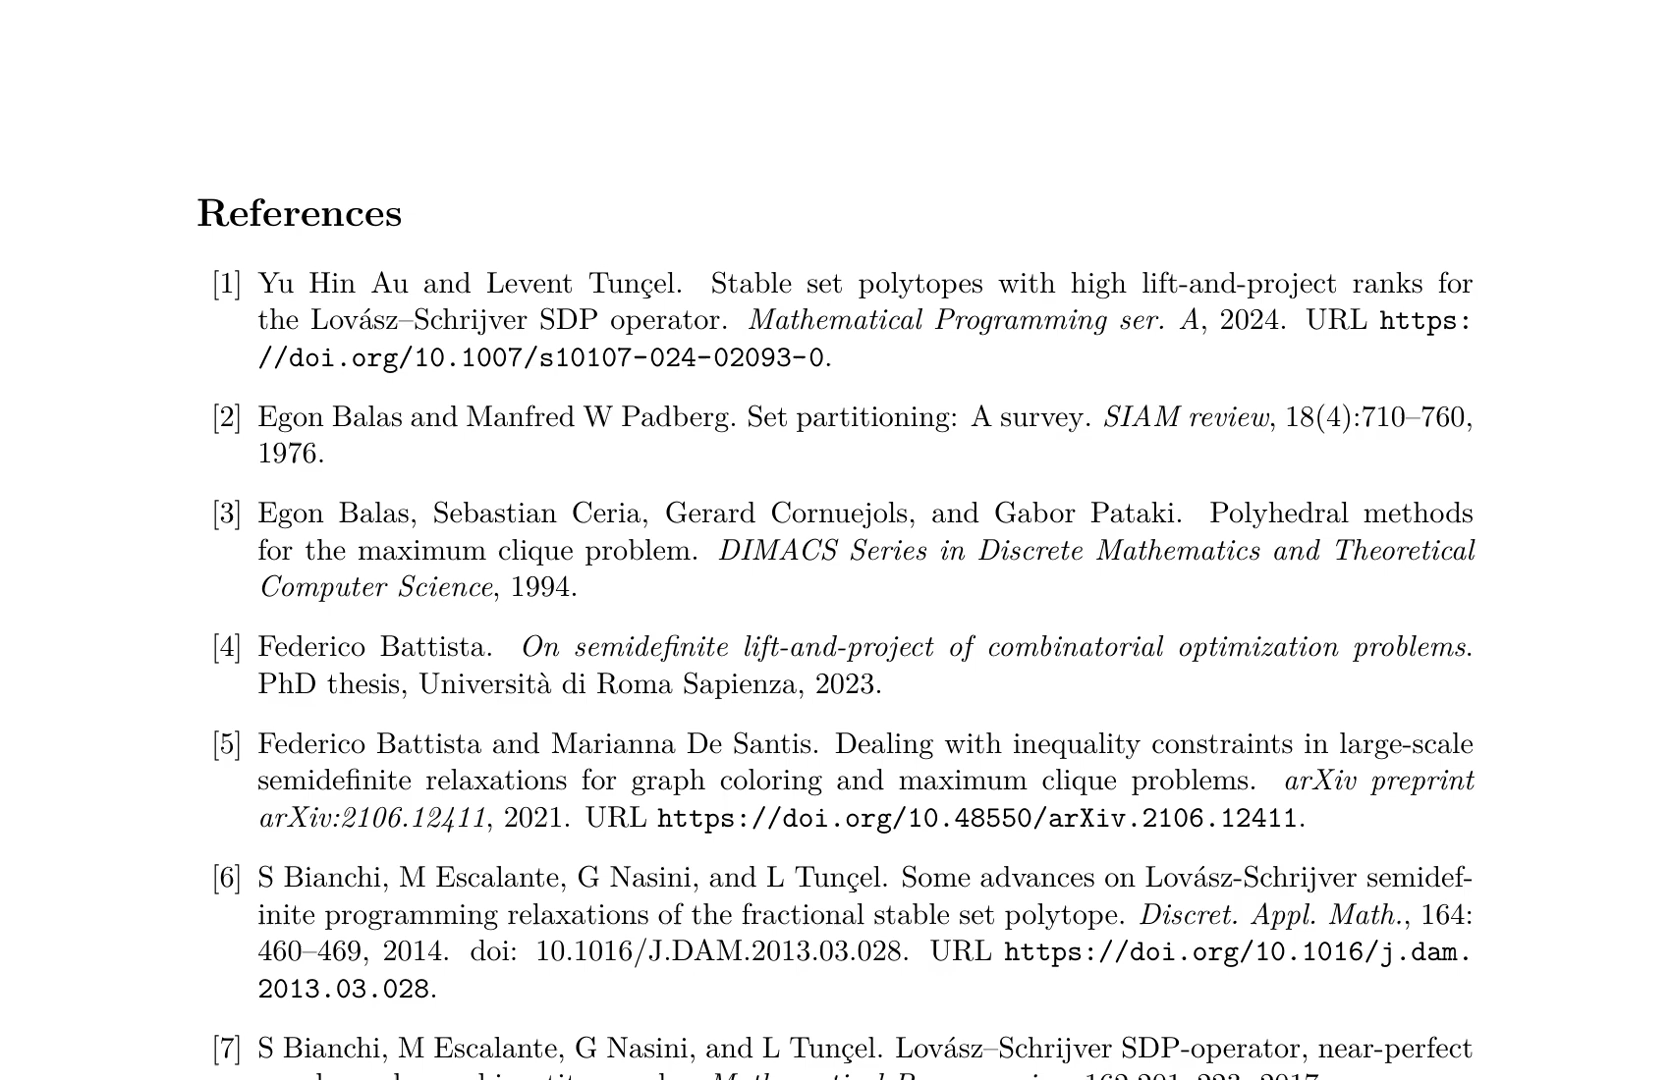 References
[1] Yu Hin Au and Levent Tunçel. Stable set polytopes with high lift-and-project ranks for
the Lovász–Schrijver SDP operator. Mathematical Programming ser. A, 2024. URL https:
//doi.org/10.1007/s10107-024-02093-0.
[2] Egon Balas and Manfred W Padberg. Set partitioning: A survey. SIAM review, 18(4):710–760,
1976.
[3] Egon Balas, Sebastian Ceria, Gerard Cornuejols, and Gabor Pataki. Polyhedral methods
for the maximum clique problem. DIMACS Series in Discrete Mathematics and Theoretical
Computer Science, 1994.
[4] Federico Battista. On semidefinite lift-and-project of combinatorial optimization problems.
PhD thesis, Università di Roma Sapienza, 2023.
[5] Federico Battista and Marianna De Santis. Dealing with inequality constraints in large-scale
semidefinite relaxations for graph coloring and maximum clique problems. arXiv preprint
arXiv:2106.12411, 2021. URL https://doi.org/10.48550/arXiv.2106.12411.
[6] S Bianchi, M Escalante, G Nasini, and L Tunçel. Some advances on Lovász-Schrijver semidef-
inite programming relaxations of the fractional stable set polytope. Discret. Appl. Math., 164:
460–469, 2014. doi: 10.1016/J.DAM.2013.03.028. URL https://doi.org/10.1016/j.dam.
2013.03.028.
[7] S Bianchi, M Escalante, G Nasini, and L Tunçel. Lovász–Schrijver SDP-operator, near-perfect